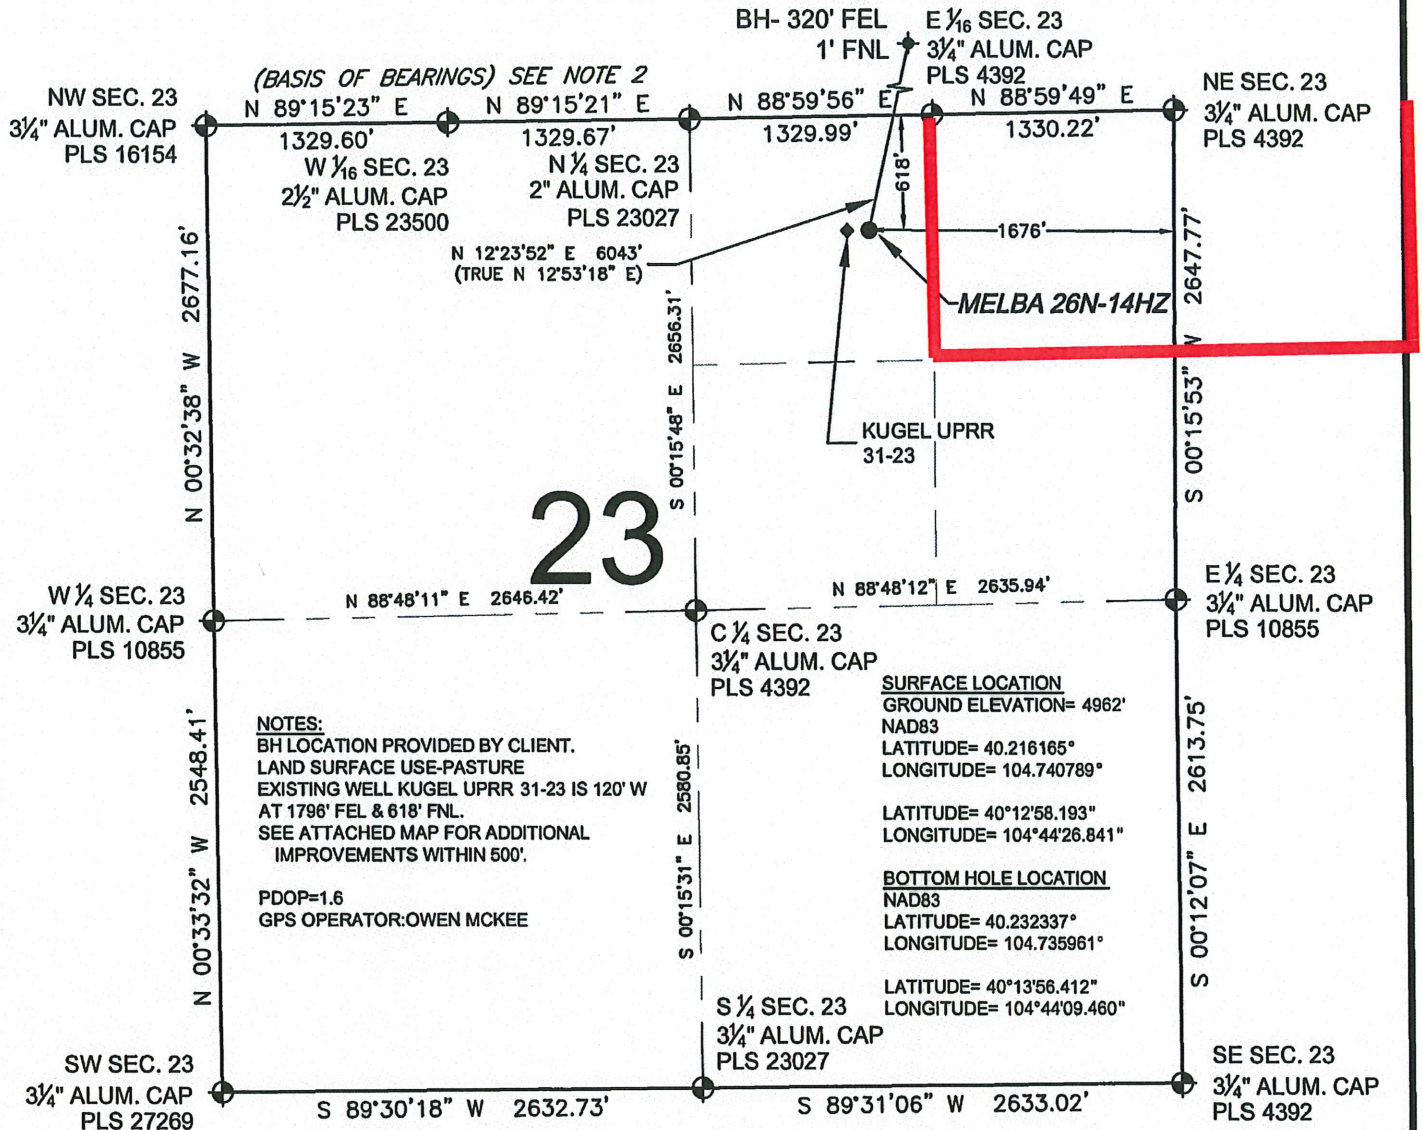 BH- 320' FEL
1' FNL
E 1/16 SEC. 23
3¼" ALUM. CAP
PLS 4392
(BASIS OF BEARINGS) SEE NOTE 2
NW SEC. 23
3¼" ALUM. CAP
PLS 16154
N 89°15'23" E
1329.60'
N 89°15'21" E
1329.67'
N 88°59'56" E
1329.99'
N 88°59'49" E
1330.22'
NE SEC. 23
3¼" ALUM. CAP
PLS 4392
W 1/16 SEC. 23
2½" ALUM. CAP
PLS 23500
N ¼ SEC. 23
2" ALUM. CAP
PLS 23027
618'
1676'
N 12°23'52" E 6043'
(TRUE N 12°53'18" E)
MELBA 26N-14HZ
KUGEL UPRR
31-23
N 00°32'38" W 2677.16'
S 00°15'48" E 2656.31'
S 00°15'53" W 2647.77'
23
W ¼ SEC. 23
3¼" ALUM. CAP
PLS 10855
N 88°48'11" E 2646.42'
N 88°48'12" E 2635.94'
E ¼ SEC. 23
3¼" ALUM. CAP
PLS 10855
C ¼ SEC. 23
3¼" ALUM. CAP
PLS 4392
NOTES:
BH LOCATION PROVIDED BY CLIENT.
LAND SURFACE USE-PASTURE
EXISTING WELL KUGEL UPRR 31-23 IS 120' W
AT 1796' FEL & 618' FNL.
SEE ATTACHED MAP FOR ADDITIONAL
IMPROVEMENTS WITHIN 500'.
PDOP=1.6
GPS OPERATOR:OWEN MCKEE
SURFACE LOCATION
GROUND ELEVATION= 4962'
NAD83
LATITUDE= 40.216165°
LONGITUDE= 104.740789°
LATITUDE= 40°12'58.193"
LONGITUDE= 104°44'26.841"
BOTTOM HOLE LOCATION
NAD83
LATITUDE= 40.232337°
LONGITUDE= 104.735961°
LATITUDE= 40°13'56.412"
LONGITUDE= 104°44'09.460"
N 00°33'32" W 2548.41'
S 00°15'31" E 2580.85'
S 00°12'07" E 2613.75'
SW SEC. 23
3¼" ALUM. CAP
PLS 27269
S ¼ SEC. 23
3¼" ALUM. CAP
PLS 23027
SE SEC. 23
3¼" ALUM. CAP
PLS 4392
S 89°30'18" W 2632.73'
S 89°31'06" W 2633.02'